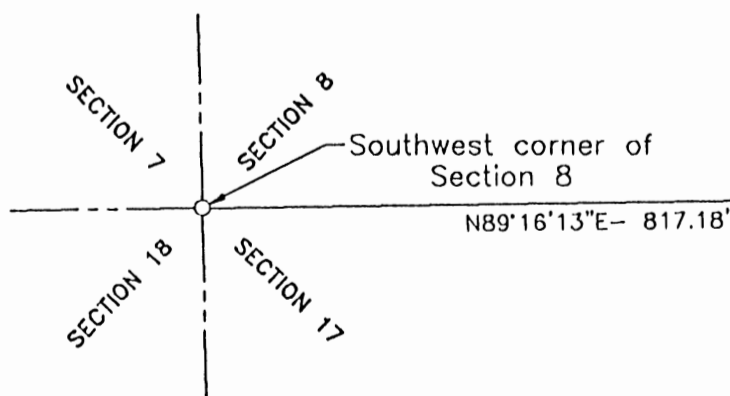 SECTION 7
SECTION 8
Southwest corner of
Section 8
N89°16'13"E– 817.18'
SECTION 18
SECTION 17